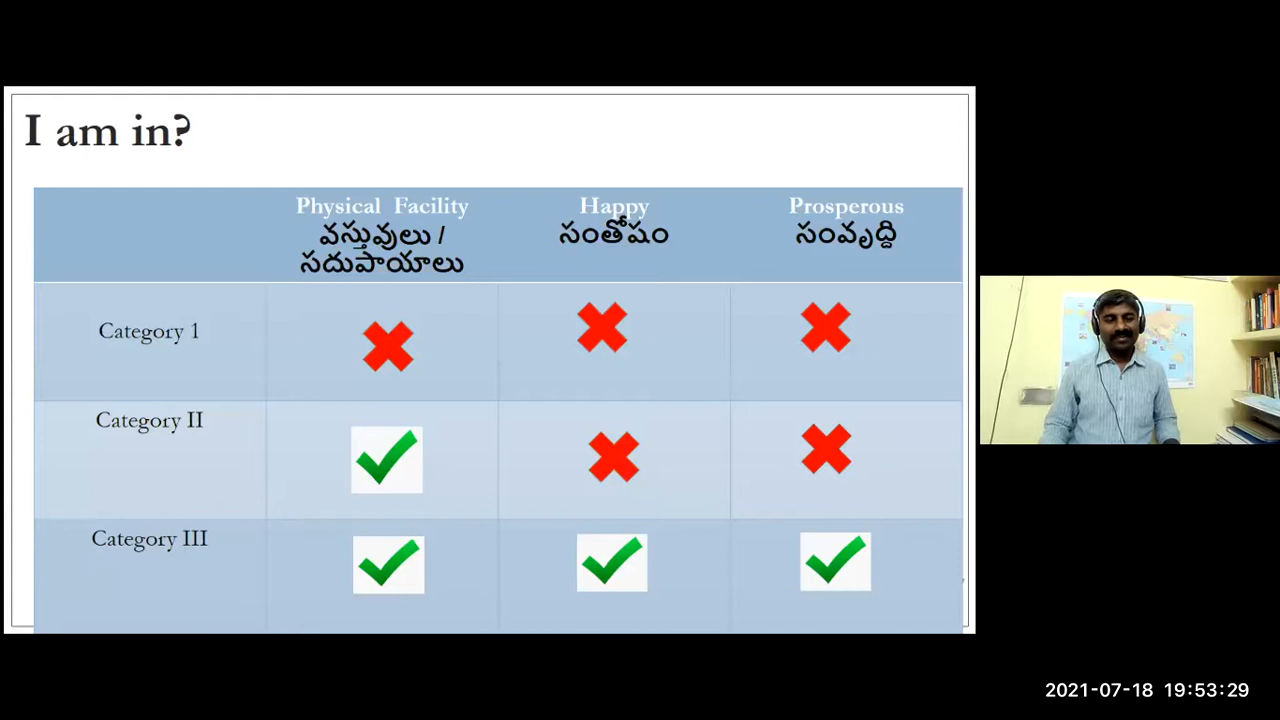 I am in?
Physical Facility
వస్తువులు /
సదుపాయాలు
Happy
సంతోషం
Prosperous
సంవృద్ది
Category 1
Category II
Category III
2021-07-18 19:53:29